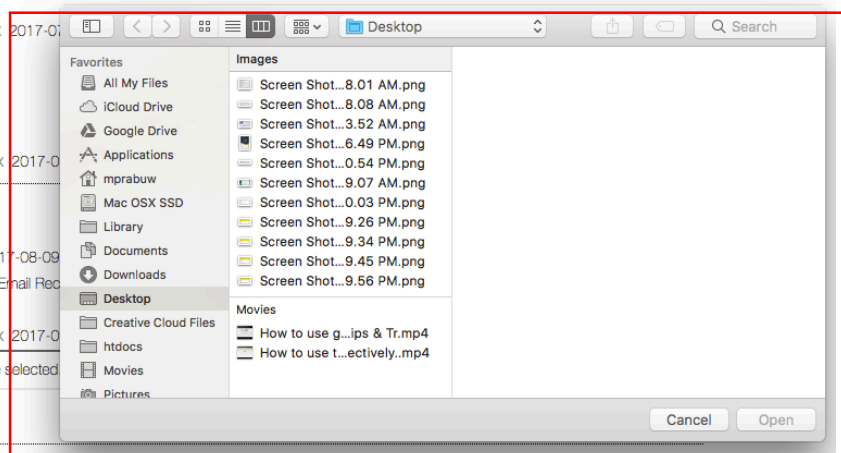 2017-07
Desktop
Search
Favorites
Images
All My Files
Screen Shot...8.01 AM.png
iCloud Drive
Screen Shot...8.08 AM.png
Google Drive
Screen Shot...3.52 AM.png
Screen Shot...6.49 PM.png
Applications
Screen Shot...0.54 PM.png
2017-0
mprabuw
Screen Shot...9.07 AM.png
Mac OSX SSD
Screen Shot...0.03 PM.png
Library
Screen Shot...9.26 PM.png
Screen Shot...9.34 PM.png
Documents
17-08-09
Screen Shot...9.45 PM.png
Downloads
Screen Shot...9.56 PM.png
Email Rec
Desktop
Movies
Creative Cloud Files
How to use g...ips & Tr.mp4
2017-0
htdocs
How to use t...ectively..mp4
selected
Movies
Pictures
Cancel
Open